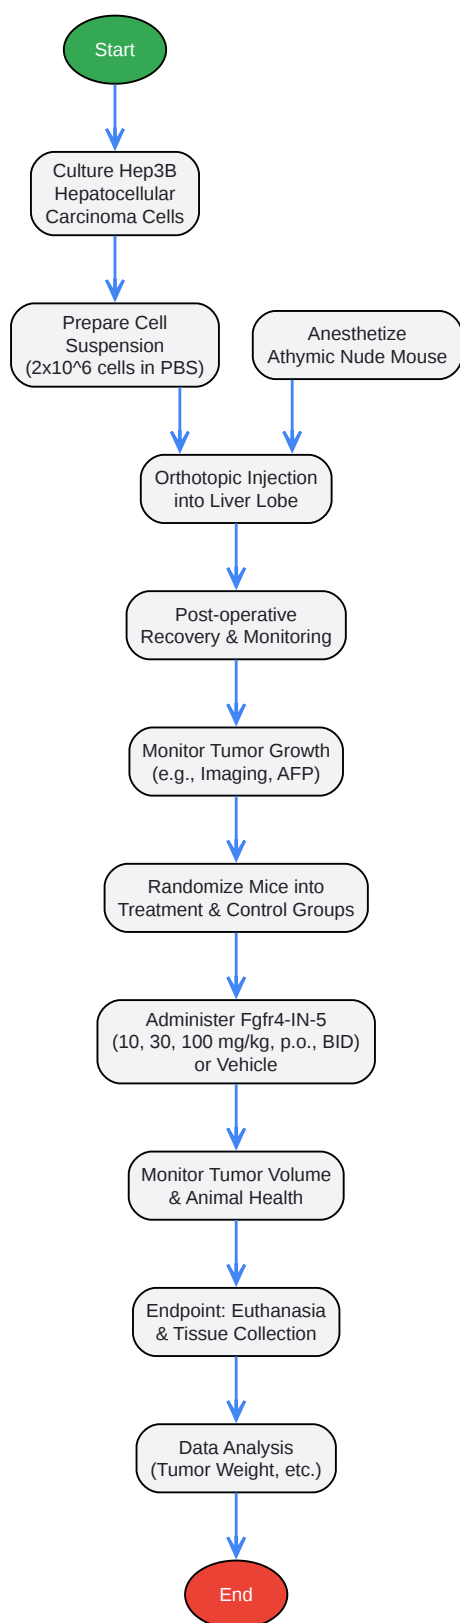 Start
Culture Hep3B
Hepatocellular
Carcinoma Cells
Prepare Cell
Suspension
(2x10^6 cells in PBS)
Anesthetize
Athymic Nude Mouse
Orthotopic Injection
into Liver Lobe
Post-operative
Recovery & Monitoring
Monitor Tumor Growth
(e.g., Imaging, AFP)
Randomize Mice into
Treatment & Control Groups
Administer Fgfr4-IN-5
(10, 30, 100 mg/kg, p.o., BID)
or Vehicle
Monitor Tumor Volume
& Animal Health
Endpoint: Euthanasia
& Tissue Collection
Data Analysis
(Tumor Weight, etc.)
End